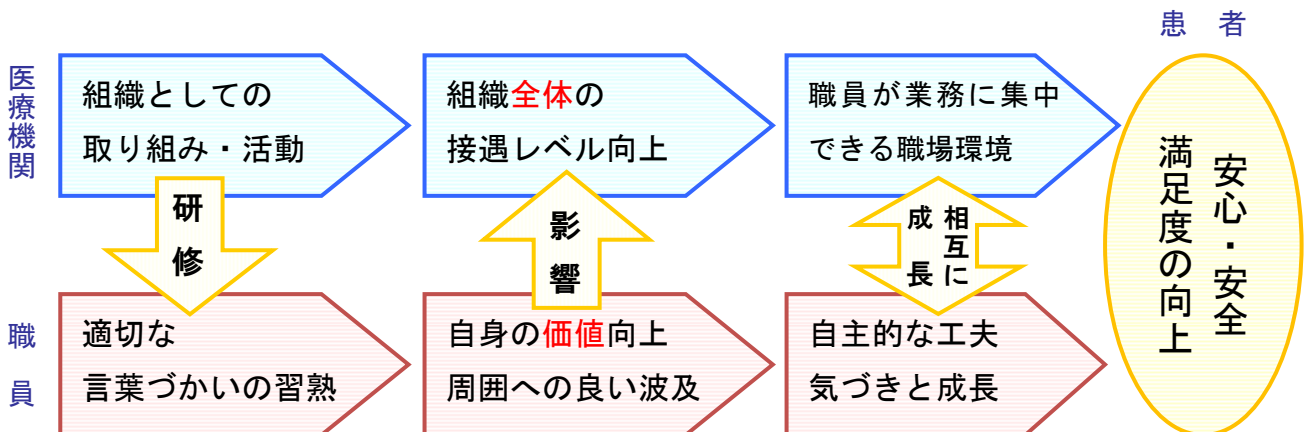 患者
医療機関
組織としての
取り組み・活動
組織全体の
接遇レベル向上
職員が業務に集中
できる職場環境
研修
影響
相互に
成長
安心・安全
満足度の向上
職員
適切な
言葉づかいの習熟
自身の価値向上
周囲への良い波及
自主的な工夫
気づきと成長